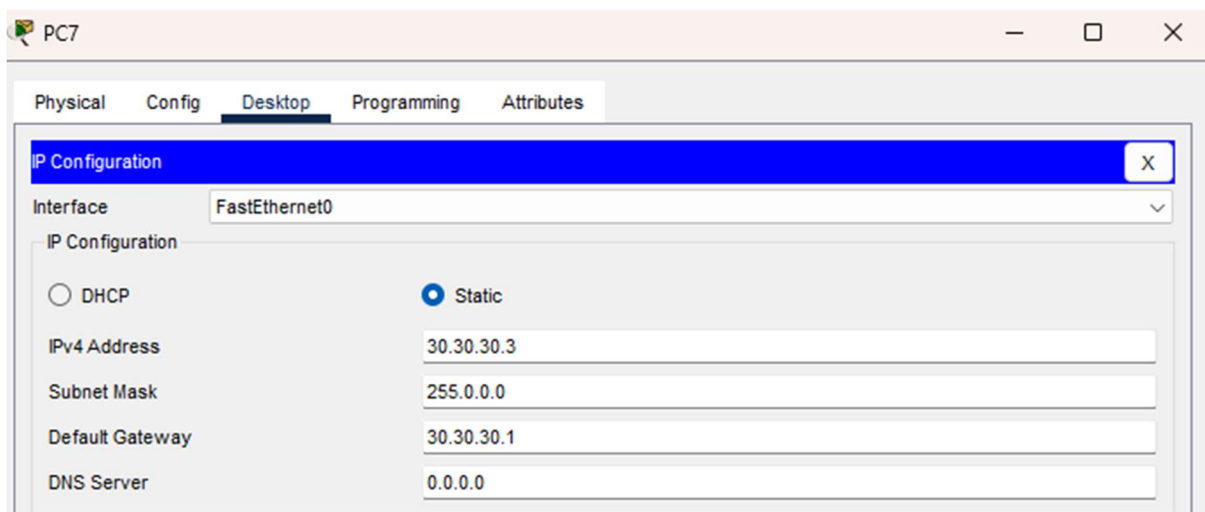 PC7
Physical Config Desktop Programming Attributes
IP Configuration X
Interface FastEthernet0
IP Configuration
DHCP Static
IPv4 Address 30.30.30.3
Subnet Mask 255.0.0.0
Default Gateway 30.30.30.1
DNS Server 0.0.0.0